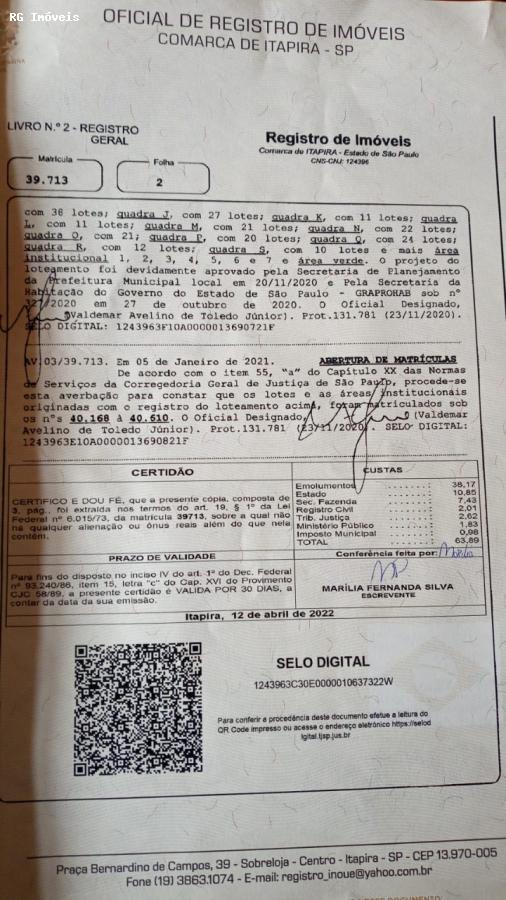 RG Imóveis
OFICIAL DE REGISTRO DE IMÓVEIS
COMARCA DE ITAPIRA - SP
LIVRO N.º 2 - REGISTRO
GERAL
Registro de Imóveis
Comarca de ITAPIRA - Estado de São Paulo
CNS-CNJ: 124396
Matrícula
39.713
Folha
2
com 36 lotes; quadra J, com 27 lotes; quadra K, com 11 lotes; quadra
L, com 11 lotes; quadra M, com 21 lotes; quadra N, com 22 lotes;
quadra O, com 21; quadra P, com 20 lotes; quadra Q, com 24 lotes;
quadra R, com 12 lotes; quadra S, com 10 lotes e mais área
institucional 1, 2, 3, 4, 5, 6 e 7 e área verde. O projeto do
loteamento foi devidamente aprovado pela Secretaria de Planejamento
da Prefeitura Municipal local em 20/11/2020 e Pela Secretaria da
Habitação do Governo do Estado de São Paulo - GRAPROHAB sob nº
/2020 em 27 de outubro de 2020. O Oficial Designado,
(Valdemar Avelino de Toledo Júnior). Prot.131.781 (23/11/2020).
SELO DIGITAL: 1243963F10A0000013690721F
AV.03/39.713. Em 05 de Janeiro de 2021. ABERTURA DE MATRÍCULAS
De acordo com o item 55, "a" do Capítulo XX das Normas
de Serviços da Corregedoria Geral de Justiça de São Paulo, procede-se
esta averbação para constar que os lotes e as áreas institucionais
originadas com o registro do loteamento acima, foram matriculados sob
os nºs 40.168 à 40.610. O Oficial Designado, (Valdemar
Avelino de Toledo Júnior). Prot.131.781 (23/11/2020). SELO DIGITAL:
1243963E10A0000013690821F
CERTIDÃO
CERTIFICO E DOU FÉ, que a presente cópia, composta de
3, pág., foi extraída nos termos do art. 19, § 1º da Lei
Federal nº 6.015/73, da matrícula 39713, sobre a qual não
há qualquer alienação ou ônus reais além do que nela
contém.
PRAZO DE VALIDADE
Para fins do disposto no inciso IV do art. 1º do Dec. Federal
nº 93.240/86, item 15, letra "c" do Cap. XVI do Provimento
CJC 58/89, a presente certidão é VALIDA POR 30 DIAS, a
contar da data da sua emissão.
CUSTAS
Emolumentos ........: 38,17
Estado ........: 10,85
Sec. Fazenda ........: 7,43
Registro Civil ........: 2,01
Trib. Justiça ........: 2,62
Ministério Público ........: 1,83
Imposto Municipal ........: 0,98
TOTAL ........: 63,89
Conferência feita por: Marília
MARÍLIA FERNANDA SILVA
ESCREVENTE
Itapira, 12 de abril de 2022
SELO DIGITAL
1243963C30E0000010637322W
Para conferir a procedência deste documento efetue a leitura do
QR Code impresso ou acesse o endereço eletrônico https://selod
igital.tjsp.jus.br
Praça Bernardino de Campos, 39 - Sobreloja - Centro - Itapira - SP - CEP 13.970-005
Fone (19) 3863.1074 - E-mail: registro_inoue@yahoo.com.br